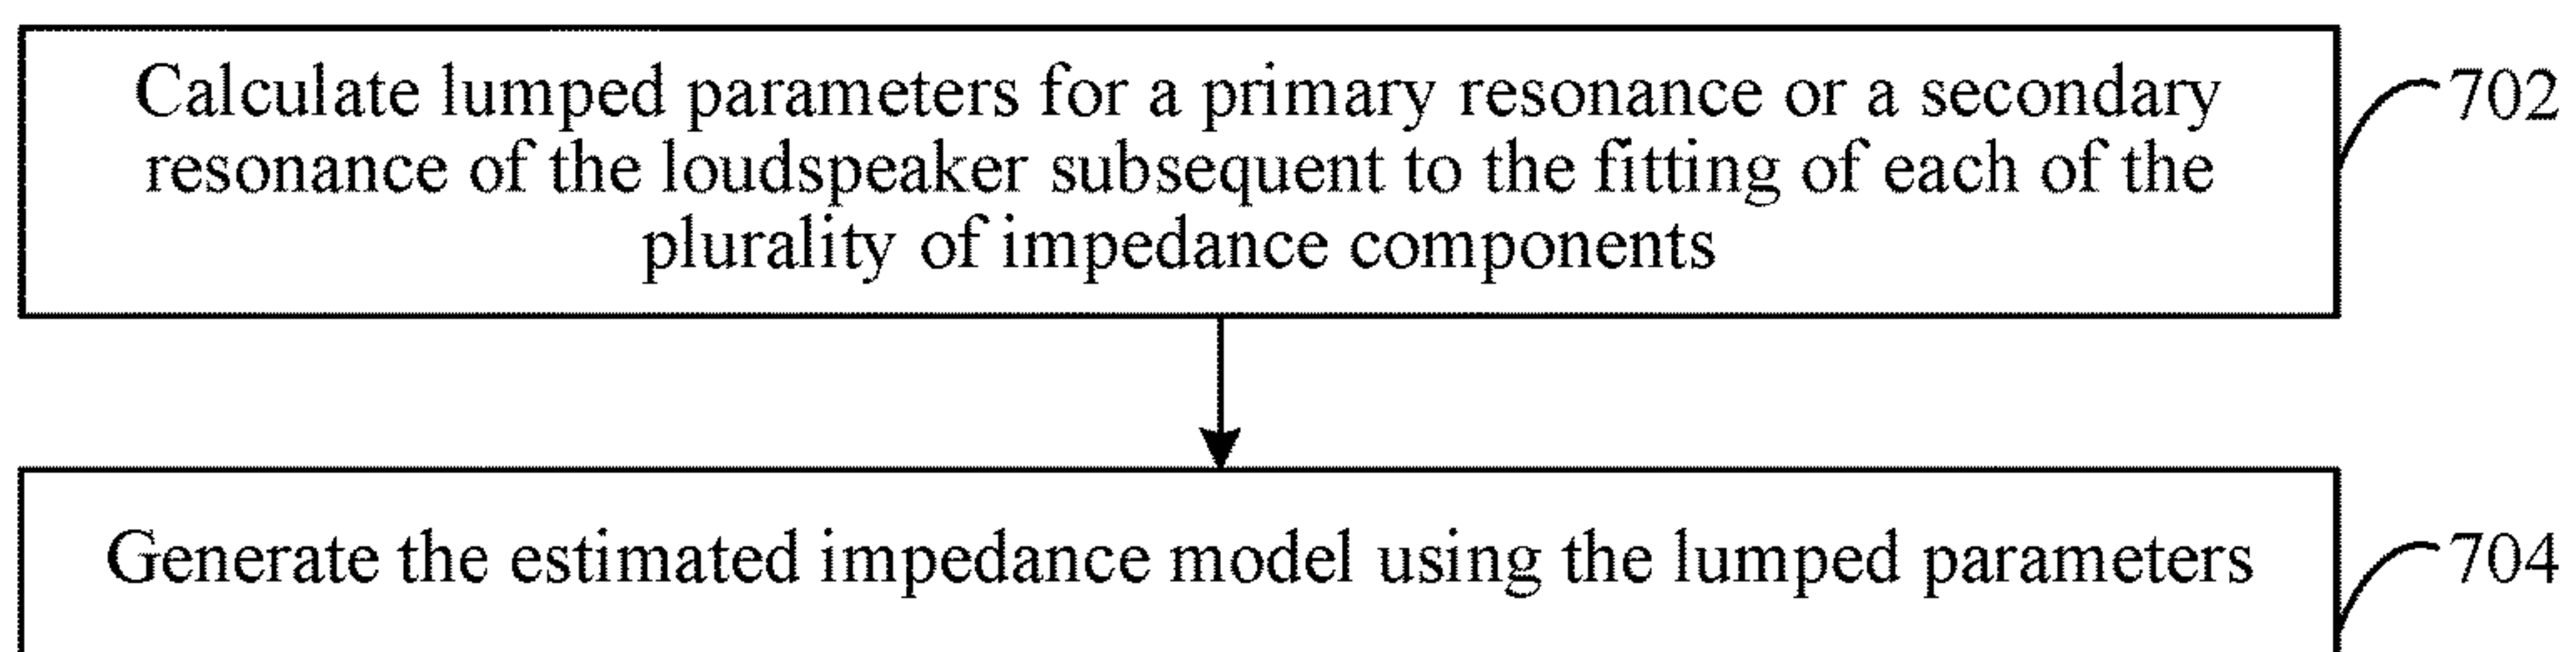 Calculate lumped parameters for a primary resonance or a secondary
resonance of the loudspeaker subsequent to the fitting of each of the
plurality of impedance components
702
Generate the estimated impedance model using the lumped parameters
704